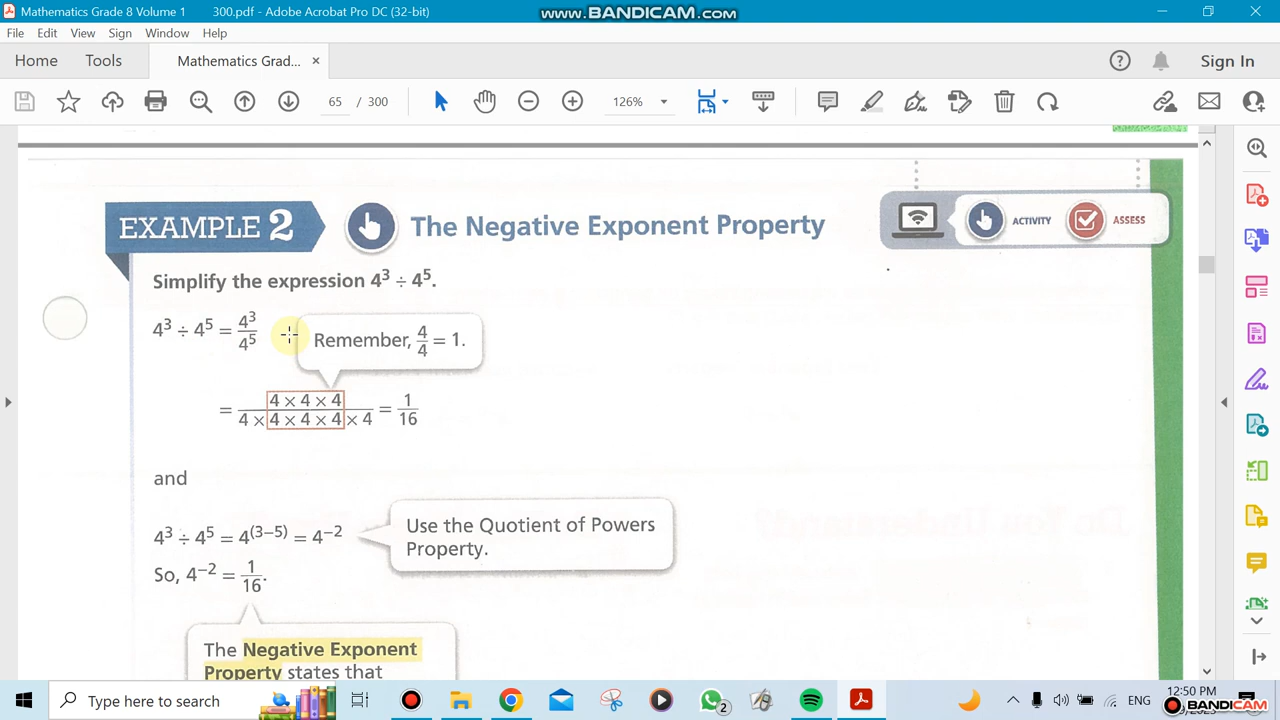 Mathematics Grade 8 Volume 1 300.pdf - Adobe Acrobat Pro DC (32-bit)
www.BANDICAM.com
File Edit View Sign Window Help
Home Tools Mathematics Grad... × Sign In
65 / 300 126%
EXAMPLE 2 The Negative Exponent Property
ACTIVITY ASSESS
Simplify the expression 4³ ÷ 4⁵.
4³ ÷ 4⁵ = 4³/4⁵
Remember, 4/4 = 1.
= 4 × 4 × 4 / 4 × 4 × 4 × 4 × 4 = 1/16
and
4³ ÷ 4⁵ = 4⁽³⁻⁵⁾ = 4⁻²
Use the Quotient of Powers
Property.
So, 4⁻² = 1/16.
The Negative Exponent
Property states that
Type here to search
2
ENG
12:50 PM
BANDICAM